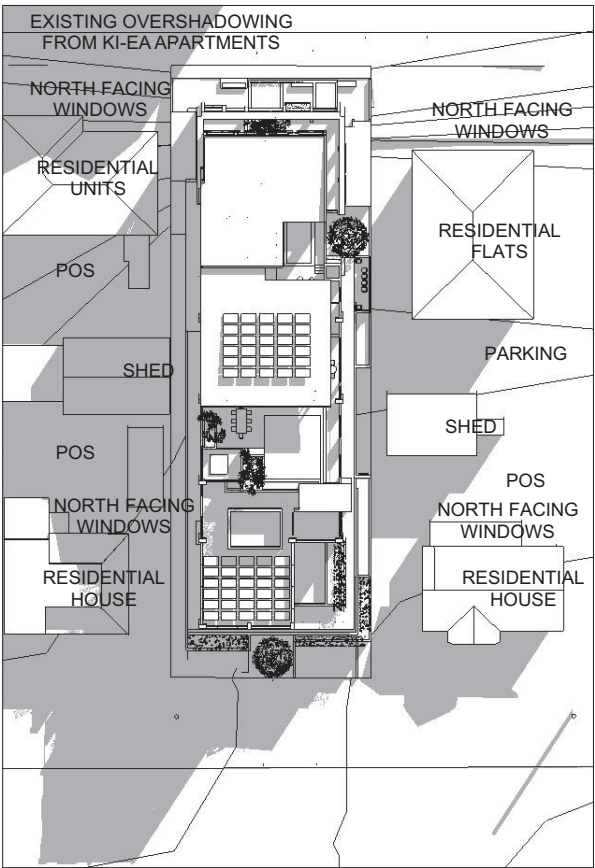 EXISTING OVERSHADOWING
FROM KI-EA APARTMENTS
NORTH FACING
WINDOWS
NORTH FACING
WINDOWS
RESIDENTIAL
UNITS
RESIDENTIAL
FLATS
POS
PARKING
SHED
SHED
POS
POS
NORTH FACING
WINDOWS
NORTH FACING
WINDOWS
RESIDENTIAL
HOUSE
RESIDENTIAL
HOUSE